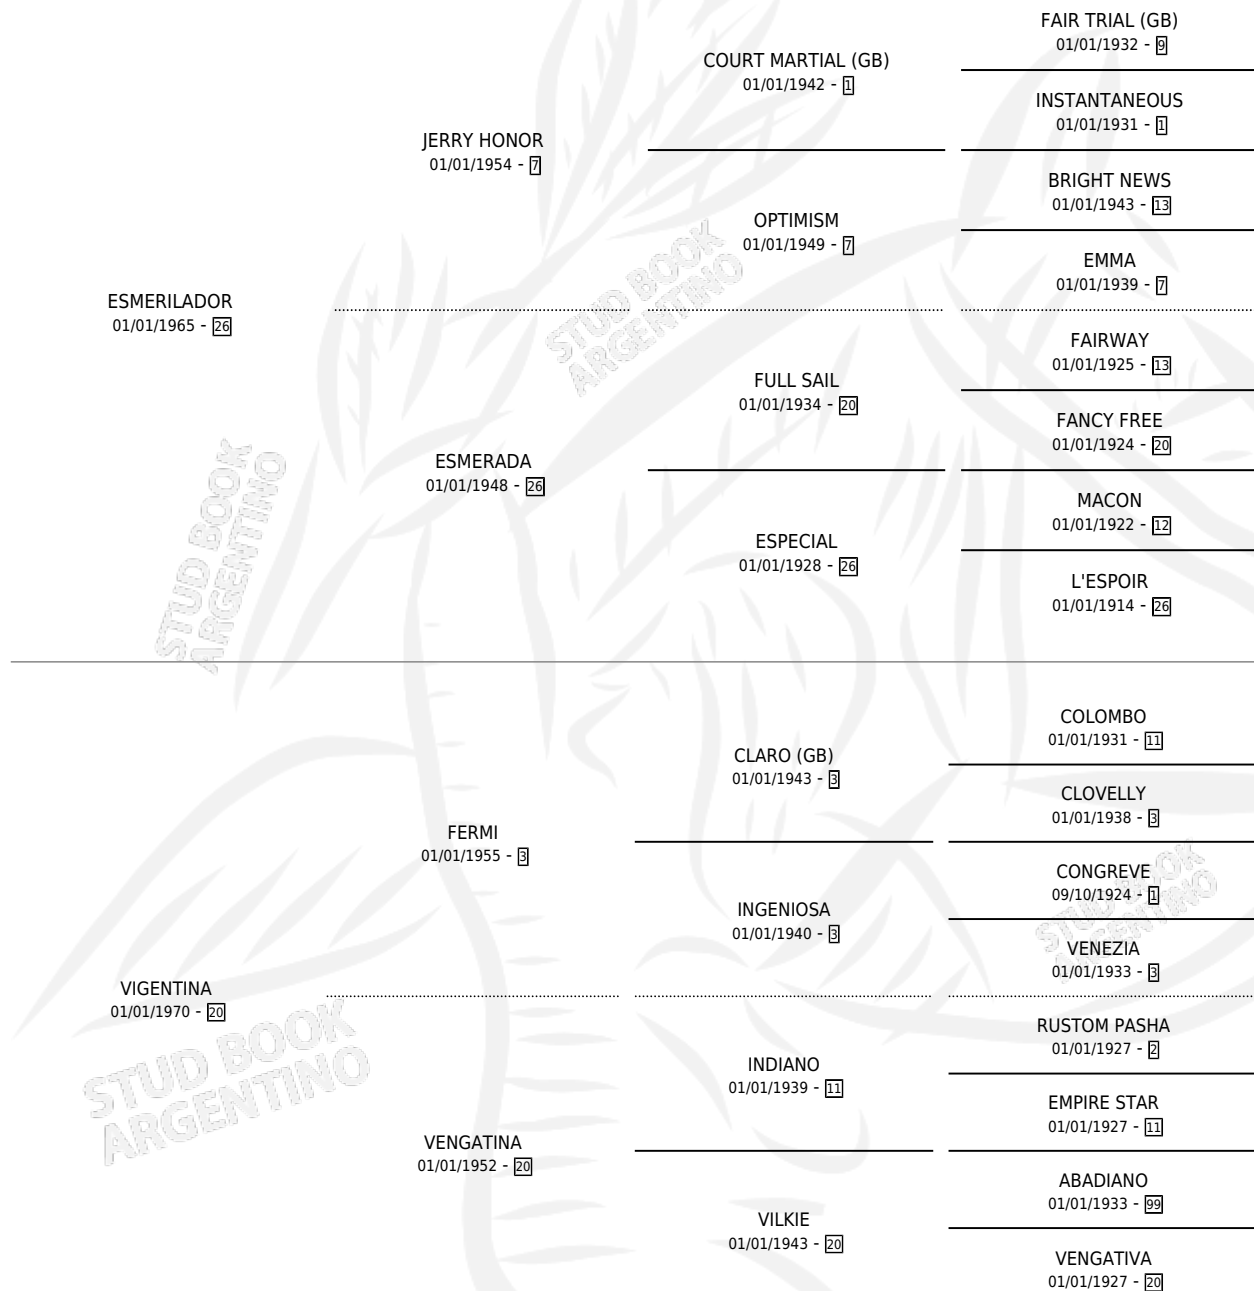 FAIR TRIAL (GB)
01/01/1932 - 9
COURT MARTIAL (GB)
01/01/1942 - 1
INSTANTANEOUS
01/01/1931 - 1
JERRY HONOR
01/01/1954 - 7
BRIGHT NEWS
01/01/1943 - 13
OPTIMISM
01/01/1949 - 7
EMMA
01/01/1939 - 7
ESMERILADOR
01/01/1965 - 26
FAIRWAY
01/01/1925 - 13
FULL SAIL
01/01/1934 - 20
FANCY FREE
01/01/1924 - 20
ESMERADA
01/01/1948 - 26
MACON
01/01/1922 - 12
ESPECIAL
01/01/1928 - 26
L'ESPOIR
01/01/1914 - 26
STUD BOOK
ARGENTINO
STUD BOOK
ARGENTINO
COLOMBO
01/01/1931 - 11
CLARO (GB)
01/01/1943 - 3
CLOVELLY
01/01/1938 - 3
FERMI
01/01/1955 - 3
CONGREVE
09/10/1924 - 1
INGENIOSA
01/01/1940 - 3
VENEZIA
01/01/1933 - 3
VIGENTINA
01/01/1970 - 20
RUSTOM PASHA
01/01/1927 - 2
INDIANO
01/01/1939 - 11
EMPIRE STAR
01/01/1927 - 11
VENGATINA
01/01/1952 - 20
ABADIANO
01/01/1933 - 99
VILKIE
01/01/1943 - 20
VENGATIVA
01/01/1927 - 20
STUD BOOK
ARGENTINO
STUD BOOK
ARGENTINO